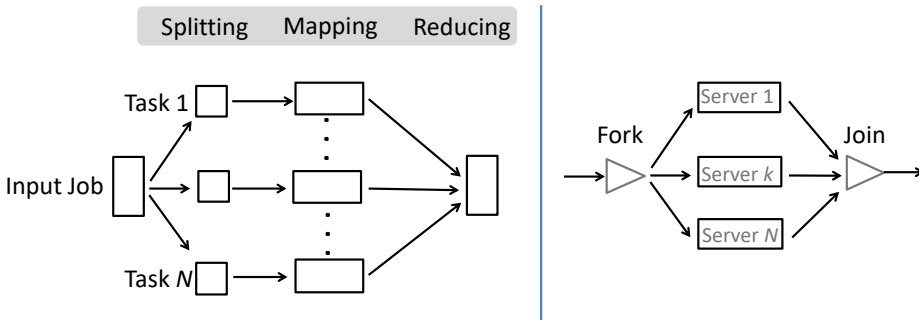 Splitting Mapping Reducing
Task 1
Input Job
Task N
Server 1
Fork
Join
Server k
Server N